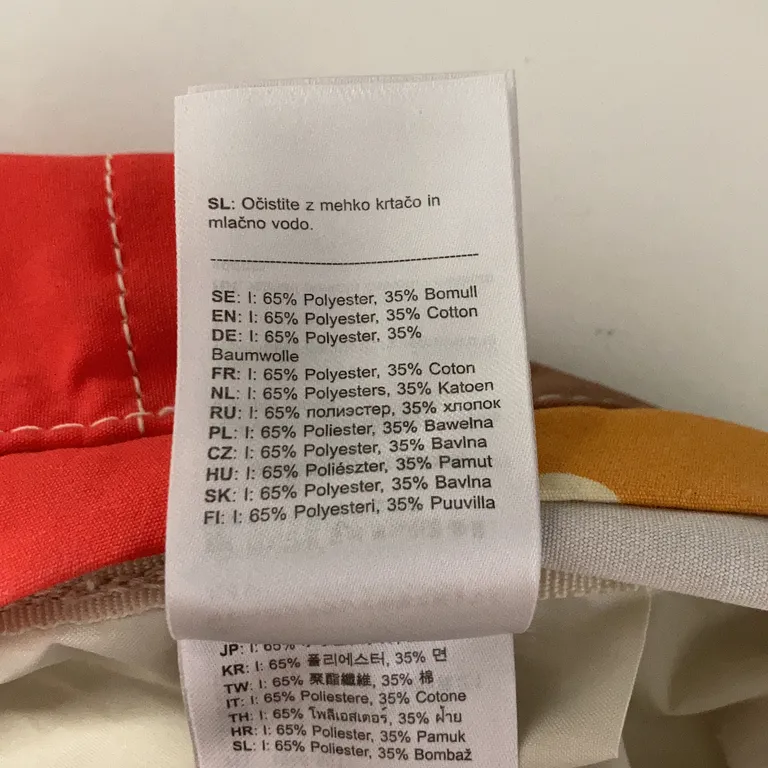 SL: Očistite z mehko krtačo in
mlačno vodo.
SE: I: 65% Polyester, 35% Bomull
EN: I: 65% Polyester, 35% Cotton
DE: I: 65% Polyester, 35%
Baumwolle
FR: I: 65% Polyester, 35% Coton
NL: I: 65% Polyesters, 35% Katoen
RU: I: 65% полиэстер, 35% хлопок
PL: I: 65% Poliester, 35% Bawełna
CZ: I: 65% Polyester, 35% Bavlna
HU: I: 65% Poliészter, 35% Pamut
SK: I: 65% Polyester, 35% Bavlna
FI: I: 65% Polyesteri, 35% Puuvilla
JP: I: 65%
KR: I: 65% 폴리에스터, 35% 면
TW: I: 65% 聚酯纖維, 35% 棉
IT: I: 65% Poliestere, 35% Cotone
TH: I: 65% โพลีเอสเตอร์, 35% ฝ้าย
HR: I: 65% Poliester, 35% Pamuk
SL: I: 65% Poliester, 35% Bombaž